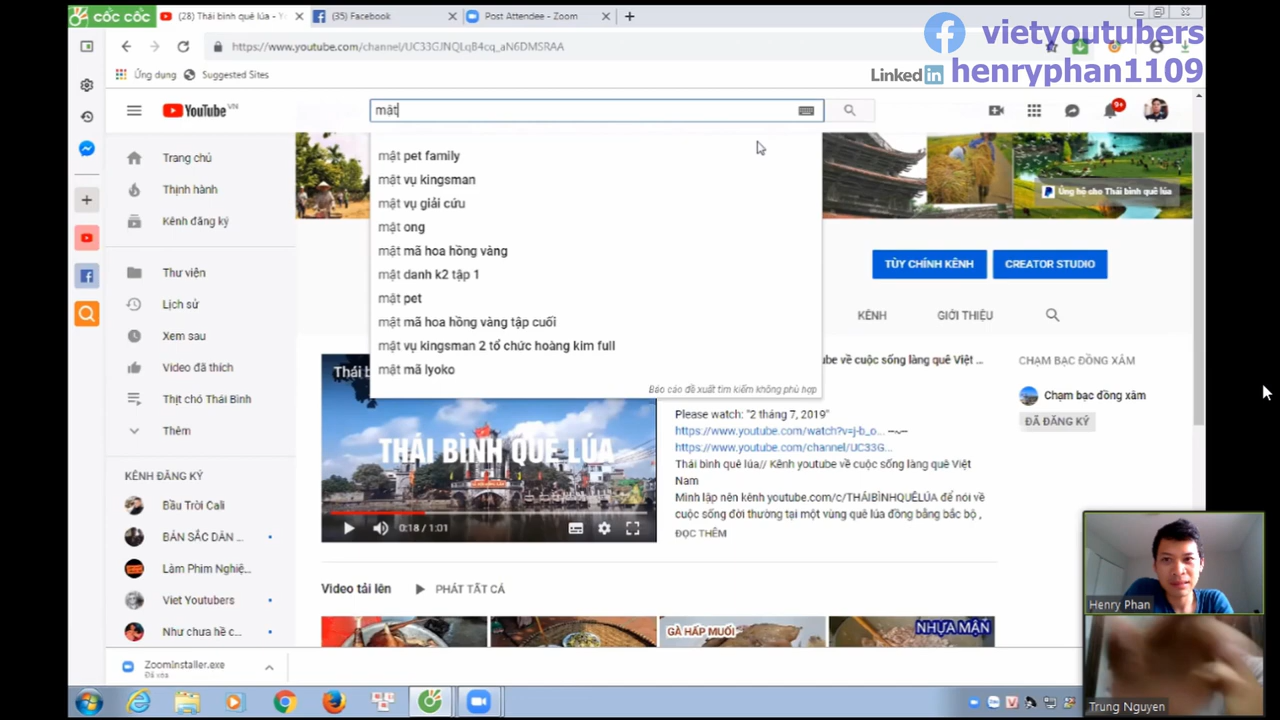 CỐC CỐC
(28) Thái bình quê lúa - Yo
(35) Facebook
Post Attendee - Zoom
https://www.youtube.com/channel/UC33GJNQLqB4cq_aN6DMSRAA
vietyoutubers
Linked in henryphan1109
Ứng dụng
Suggested Sites
YouTube VN
mật
9+
mật pet family
mật vụ kingsman
mật vụ giải cứu
mật ong
mật mã hoa hồng vàng
mật danh k2 tập 1
mật pet
mật mã hoa hồng vàng tập cuối
mật vụ kingsman 2 tổ chức hoàng kim full
mật mã lyoko
Báo cáo đề xuất tìm kiếm không phù hợp
Trang chủ
Thịnh hành
Kênh đăng ký
Thư viện
Lịch sử
Xem sau
Video đã thích
Thịt chó Thái Bình
Thêm
KÊNH ĐĂNG KÝ
Bầu Trời Cali
BẢN SẮC DÂN ...
Làm Phim Nghiệ...
Viet Youtubers
Như chưa hề c...
Ủng hộ cho Thái bình quê lúa
TÙY CHỈNH KÊNH
CREATOR STUDIO
KÊNH
GIỚI THIỆU
Thái b
THÁI BÌNH QUÊ LÚA
0:18 / 1:01
ube về cuộc sống làng quê Việt ...
Please watch: "2 tháng 7, 2019"
https://www.youtube.com/watch?v=j-b_o... --~--
https://www.youtube.com/channel/UC33G...
Thái bình quê lúa// Kênh youtube về cuộc sống làng quê Việt
Nam
Mình lập nên kênh youtube.com/c/THÁIBÌNHQUÊLÚA để nói về
cuộc sống đời thường tại một vùng quê lúa đồng bằng bắc bộ ,
ĐỌC THÊM
CHẠM BẠC ĐỒNG XÂM
Chạm bạc đồng xâm
ĐÃ ĐĂNG KÝ
Video tải lên
PHÁT TẤT CẢ
GÀ HẤP MUỐI
NHỰA MẬN
ZoomInstaller.exe
Đã xóa
Henry Phan
Trung Nguyen